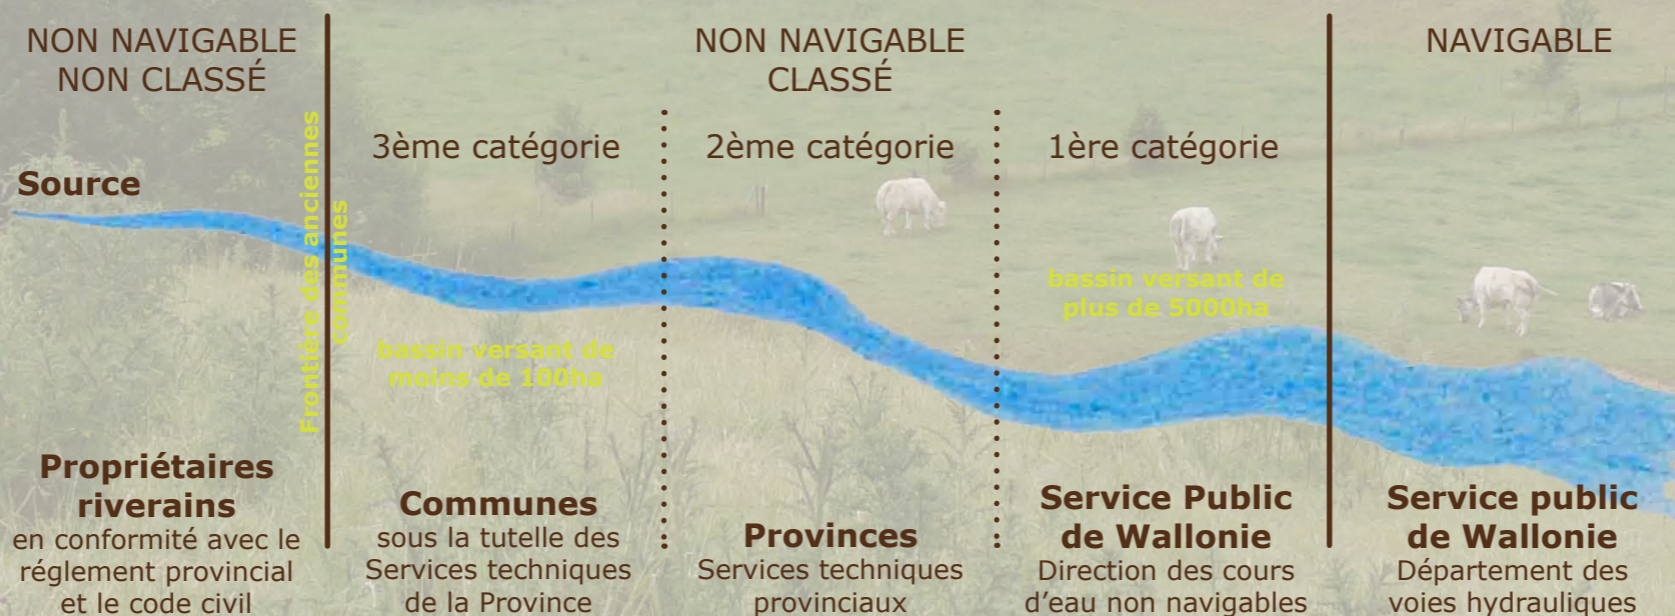 NON NAVIGABLE
NON CLASSÉ
NON NAVIGABLE
CLASSÉ
NAVIGABLE
3ème catégorie
2ème catégorie
1ère catégorie
Source
Frontière des anciennes
communes
bassin versant de
moins de 100ha
bassin versant de
plus de 5000ha
Propriétaires
riverains
en conformité avec le
réglement provincial
et le code civil
Communes
sous la tutelle des
Services techniques
de la Province
Provinces
Services techniques
provinciaux
Service Public
de Wallonie
Direction des cours
d'eau non navigables
Service public
de Wallonie
Département des
voies hydrauliques